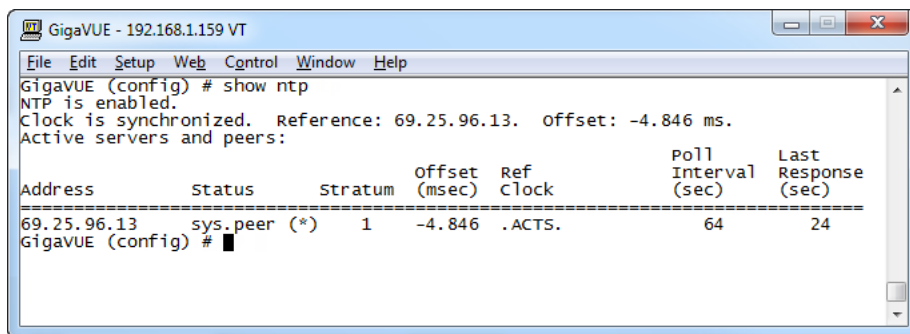 GigaVUE - 192.168.1.159 VT
File Edit Setup Web Control Window Help
GigaVUE (config) # show ntp
NTP is enabled.
Clock is synchronized.  Reference: 69.25.96.13.  Offset: -4.846 ms.
Active servers and peers:
Poll Last
Offset Ref Interval Response
Address Status Stratum (msec) Clock (sec) (sec)
================================================================================
69.25.96.13 sys.peer (*) 1 -4.846 .ACTS. 64 24
GigaVUE (config) #